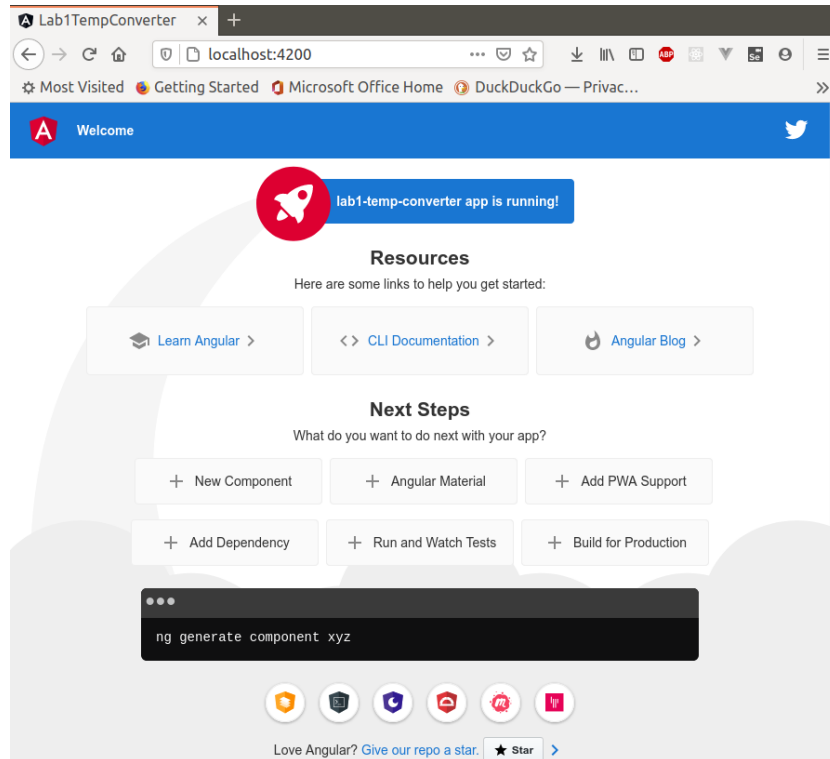 Lab1TempConverter
localhost:4200
ABP
Se
Most Visited Getting Started Microsoft Office Home DuckDuckGo — Privac...
Welcome
lab1-temp-converter app is running!
Resources
Here are some links to help you get started:
Learn Angular CLI Documentation Angular Blog
Next Steps
What do you want to do next with your app?
New Component Angular Material Add PWA Support
Add Dependency Run and Watch Tests Build for Production
ng generate component xyz
Love Angular? Give our repo a star. Star